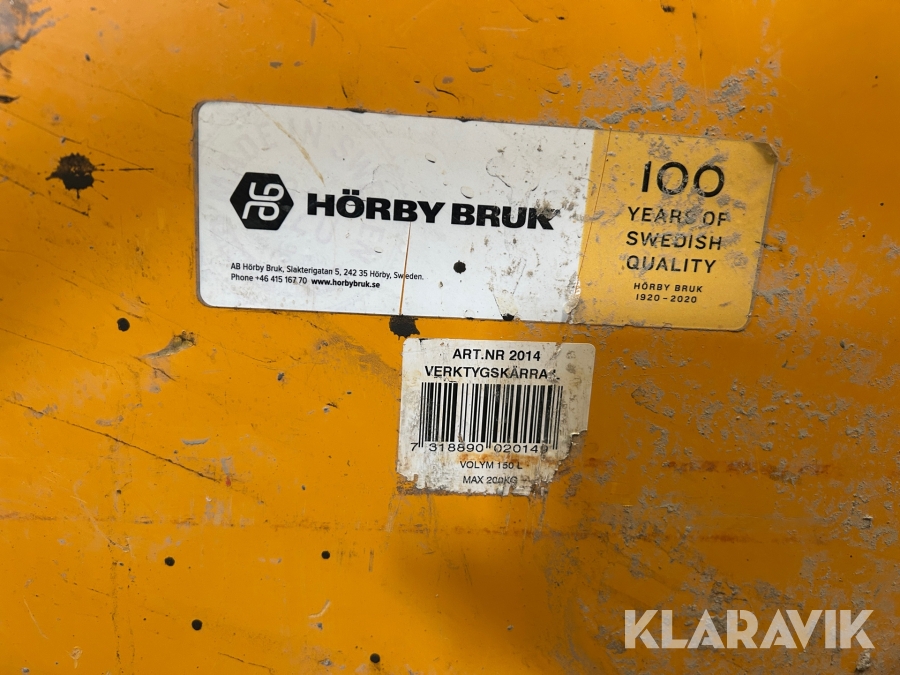 HÖRBY BRUK
AB Hörby Bruk, Slakterigatan 5, 242 35 Hörby, Sweden.
Phone +46 415 167 70 www.horbybruk.se
100
YEARS OF
SWEDISH
QUALITY
HÖRBY BRUK
1920-2020
ART.NR 2014
VERKTYGSKÄRRA
7 318890 020140
VOLYM 150 L
MAX 200KG
KLARAVIK